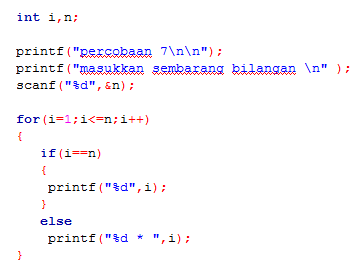 int i,n;
printf("percobaan 7\n\n");
printf("masukkan sembarang bilangan \n" );
scanf("%d",&n);
for(i=1;i<=n;i++)
{
if(i==n)
{
printf("%d",i);
}
else
printf("%d * ",i);
}